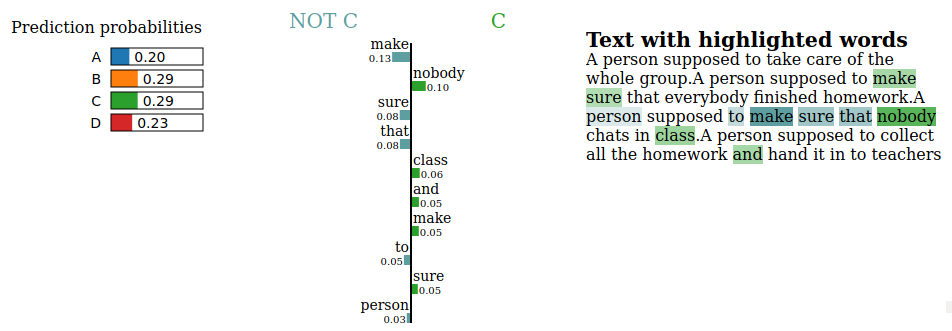 Prediction probabilities
A 0.20
B 0.29
C 0.29
D 0.23
NOT C C
make
0.13
nobody
0.10
sure
0.08
that
0.08
class
0.06
and
0.05
make
0.05
to
0.05
sure
0.05
person
0.03
Text with highlighted words
A person supposed to take care of the
whole group.A person supposed to make
sure that everybody finished homework.A
person supposed to make sure that nobody
chats in class.A person supposed to collect
all the homework and hand it in to teachers